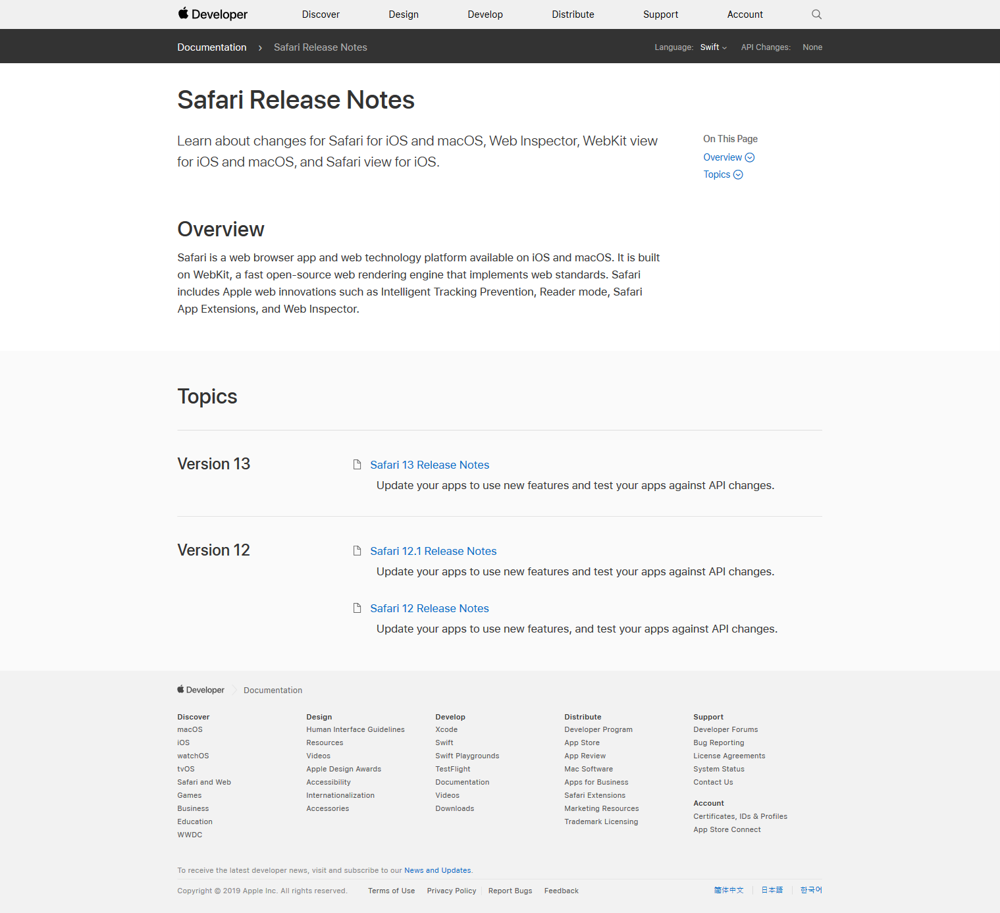 Developer Discover Design Develop Distribute Support Account
Documentation › Safari Release Notes Language: Swift API Changes: None
Safari Release Notes
Learn about changes for Safari for iOS and macOS, Web Inspector, WebKit view
for iOS and macOS, and Safari view for iOS.
On This Page
Overview
Topics
Overview
Safari is a web browser app and web technology platform available on iOS and macOS. It is built
on WebKit, a fast open-source web rendering engine that implements web standards. Safari
includes Apple web innovations such as Intelligent Tracking Prevention, Reader mode, Safari
App Extensions, and Web Inspector.
Topics
Version 13
Safari 13 Release Notes
Update your apps to use new features and test your apps against API changes.
Version 12
Safari 12.1 Release Notes
Update your apps to use new features and test your apps against API changes.
Safari 12 Release Notes
Update your apps to use new features, and test your apps against API changes.
Developer Documentation
Discover
macOS
iOS
watchOS
tvOS
Safari and Web
Games
Business
Education
WWDC
Design
Human Interface Guidelines
Resources
Videos
Apple Design Awards
Accessibility
Internationalization
Accessories
Develop
Xcode
Swift
Swift Playgrounds
TestFlight
Documentation
Videos
Downloads
Distribute
Developer Program
App Store
App Review
Mac Software
Apps for Business
Safari Extensions
Marketing Resources
Trademark Licensing
Support
Developer Forums
Bug Reporting
License Agreements
System Status
Contact Us
Account
Certificates, IDs & Profiles
App Store Connect
To receive the latest developer news, visit and subscribe to our News and Updates.
Copyright © 2019 Apple Inc. All rights reserved. Terms of Use Privacy Policy Report Bugs Feedback 简体中文 日本語 한국어